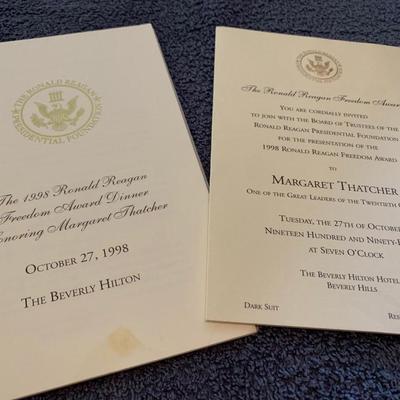 THE RONALD REAGAN
PRESIDENTIAL FOUNDATION
The 1998 Ronald Reagan
Freedom Award Dinner
Honoring Margaret Thatcher
OCTOBER 27, 1998
THE BEVERLY HILTON
The Ronald Reagan Freedom Award
YOU ARE CORDIALLY INVITED
TO JOIN WITH THE BOARD OF TRUSTEES OF THE
RONALD REAGAN PRESIDENTIAL FOUNDATION
FOR THE PRESENTATION OF THE
1998 RONALD REAGAN FREEDOM AWARD
TO
MARGARET THATCHER
ONE OF THE GREAT LEADERS OF THE TWENTIETH C
TUESDAY, THE 27TH OF OCTOBER
NINETEEN HUNDRED AND NINETY-E
AT SEVEN O'CLOCK
THE BEVERLY HILTON HOTEL
BEVERLY HILLS
DARK SUIT
RES